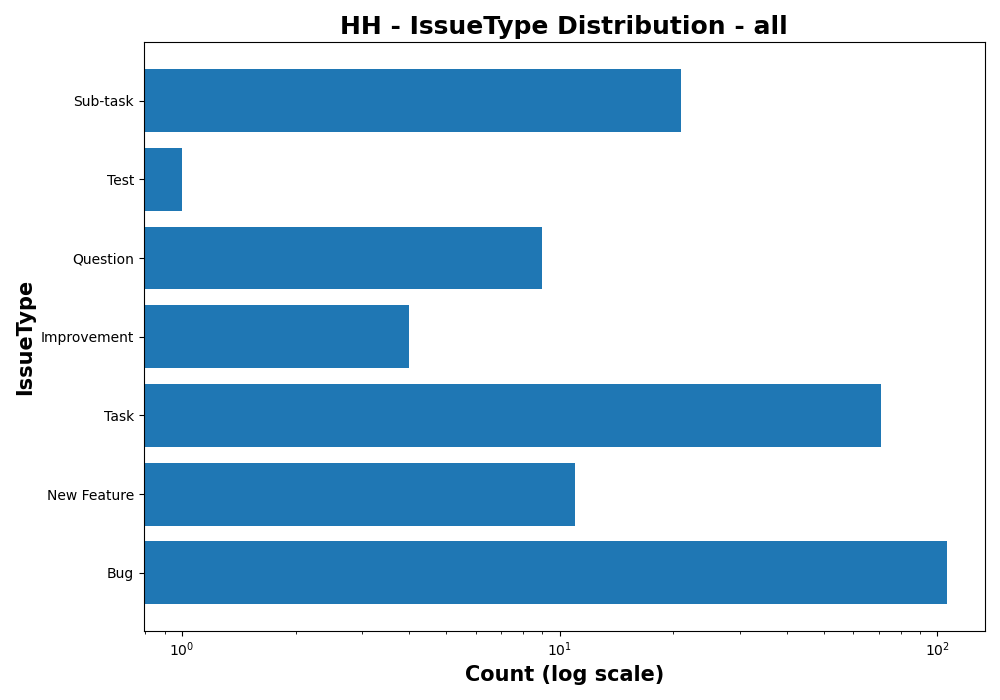 HH - IssueType Distribution - all
IssueType
Sub-task
Test
Question
Improvement
Task
New Feature
Bug
10⁰
10¹
10²
Count (log scale)